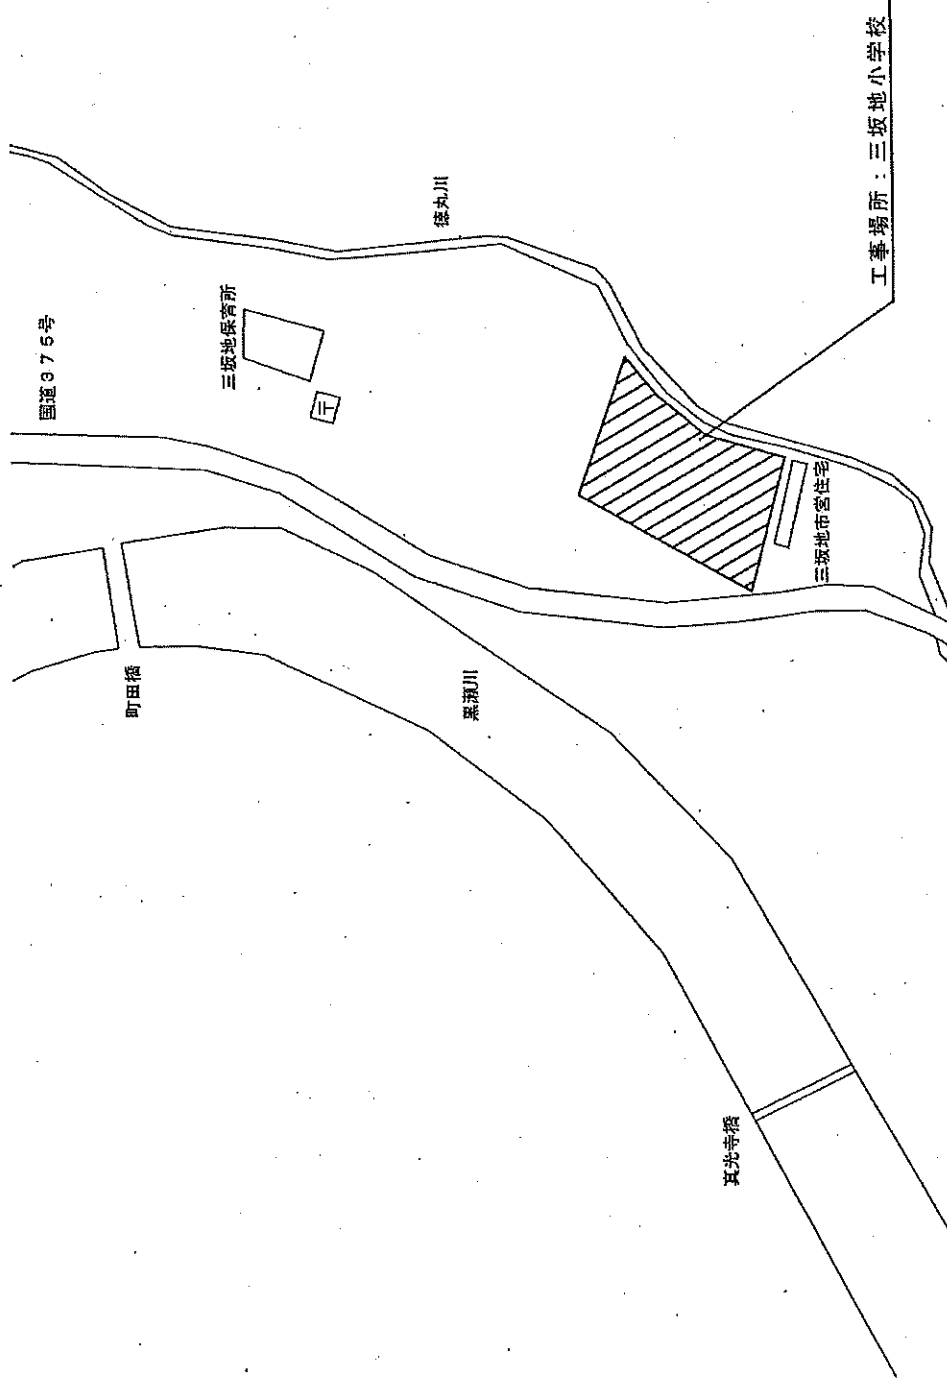 国道375号
徳丸川
三坂地保育所
〒
工事場所：三坂地小学校
三坂地市営住宅
町田橋
黒瀬川
真光寺橋